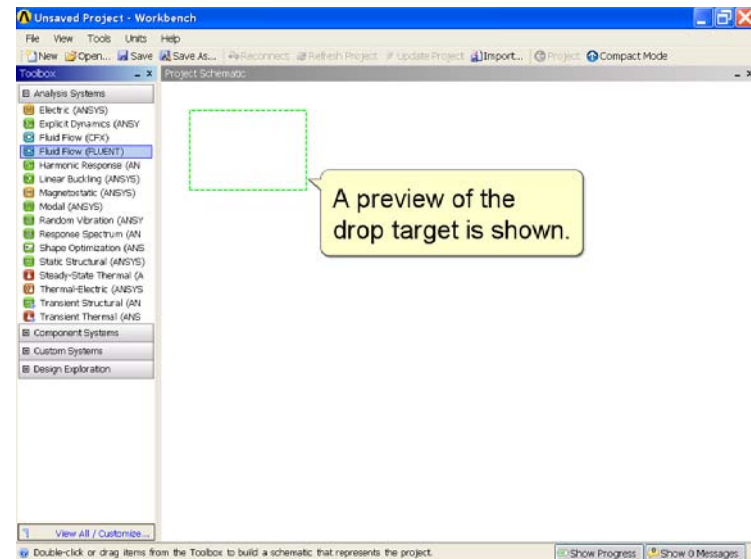 Unsaved Project - Workbench
File View Tools Units Help
New Open... Save Save As... Reconnect Refresh Project Update Project Import... Project Compact Mode
Toolbox
Project Schematic
Analysis Systems
Electric (ANSYS)
Explicit Dynamics (ANSY
Fluid Flow (CFX)
Fluid Flow (FLUENT)
Harmonic Response (AN
Linear Buckling (ANSYS)
Magnetostatic (ANSYS)
Modal (ANSYS)
Random Vibration (ANSY
Response Spectrum (AN
Shape Optimization (ANS
Static Structural (ANSYS)
Steady-State Thermal (A
Thermal-Electric (ANSYS
Transient Structural (AN
Transient Thermal (ANS
Component Systems
Custom Systems
Design Exploration
A preview of the
drop target is shown.
View All / Customize...
Double-click or drag items from the Toolbox to build a schematic that represents the project.
Show Progress Show 0 Messages